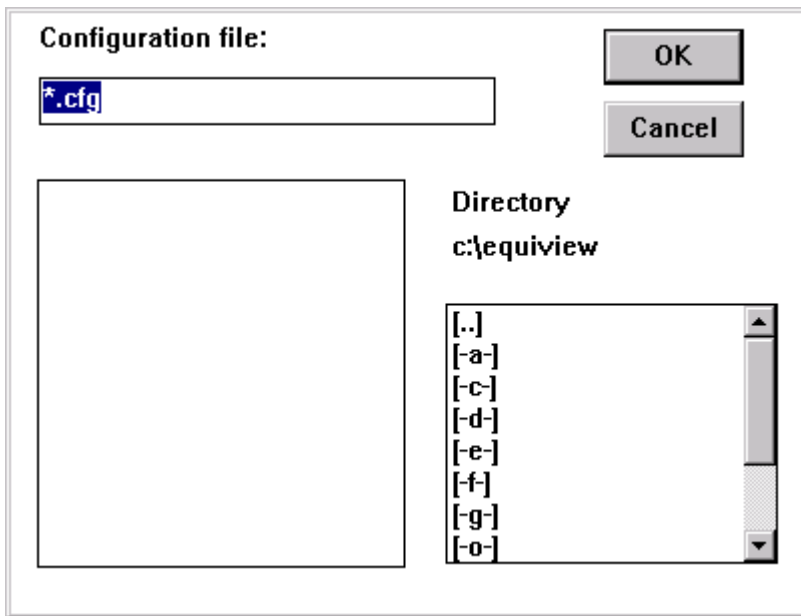 Configuration file:
OK
*.cfg
Cancel
Directory
c:\equiview
[..]
[-a-]
[-c-]
[-d-]
[-e-]
[-f-]
[-g-]
[-o-]